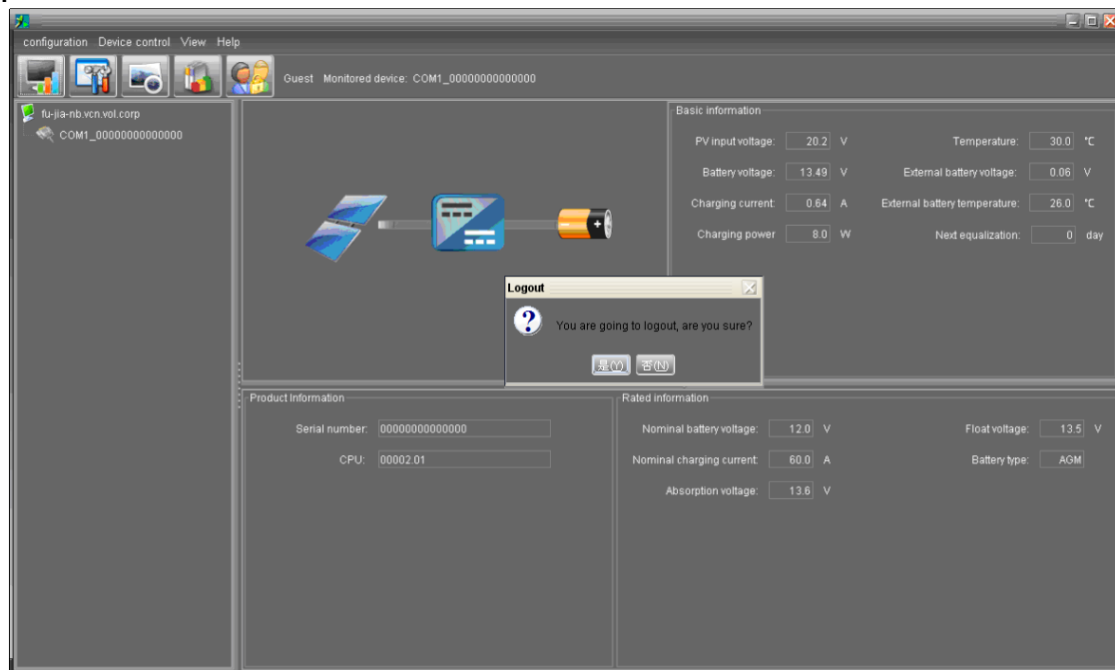 configuration Device control View Help
Guest Monitored device: COM1_00000000000000
fu-jia-nb.vcn.vol.corp
COM1_00000000000000
Basic information
PV input voltage: 20.2 V Temperature: 30.0 °C
Battery voltage: 13.49 V External battery voltage: 0.06 V
Charging current: 0.64 A External battery temperature: 26.0 °C
Charging power 8.0 W Next equalization: 0 day
Logout
You are going to logout, are you sure?
是(Y) 否(N)
Product Information
Serial number: 00000000000000
CPU: 00002.01
Rated information
Nominal battery voltage: 12.0 V Float voltage: 13.5 V
Nominal charging current: 60.0 A Battery type: AGM
Absorption voltage: 13.6 V